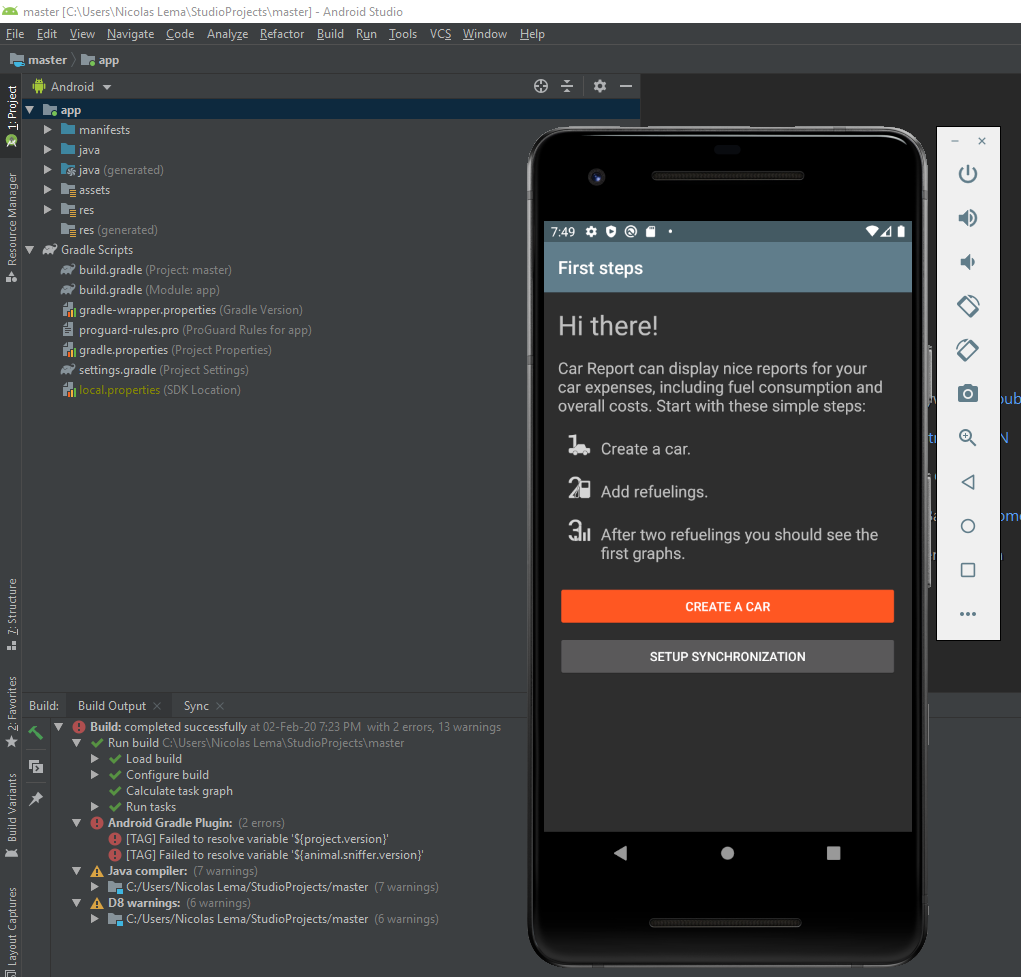 master [C:\Users\Nicolas Lema\StudioProjects\master] - Android Studio
File Edit View Navigate Code Analyze Refactor Build Run Tools VCS Window Help
master app
1: Project
Resource Manager
7: Structure
2: Favorites
Build Variants
Layout Captures
Android
app
manifests
java
java (generated)
assets
res
res (generated)
Gradle Scripts
build.gradle (Project: master)
build.gradle (Module: app)
gradle-wrapper.properties (Gradle Version)
proguard-rules.pro (ProGuard Rules for app)
gradle.properties (Project Properties)
settings.gradle (Project Settings)
local.properties (SDK Location)
7:49
First steps
Hi there!
Car Report can display nice reports for your
car expenses, including fuel consumption and
overall costs. Start with these simple steps:
1 Create a car.
2 Add refuelings.
3 After two refuelings you should see the
first graphs.
CREATE A CAR
SETUP SYNCHRONIZATION
Build: Build Output Sync
Build: completed successfully at 02-Feb-20 7:23 PM with 2 errors, 13 warnings
Run build C:\Users\Nicolas Lema\StudioProjects\master
Load build
Configure build
Calculate task graph
Run tasks
Android Gradle Plugin: (2 errors)
[TAG] Failed to resolve variable '${project.version}'
[TAG] Failed to resolve variable '${animal.sniffer.version}'
Java compiler: (7 warnings)
C:/Users/Nicolas Lema/StudioProjects/master (7 warnings)
D8 warnings: (6 warnings)
C:/Users/Nicolas Lema/StudioProjects/master (6 warnings)